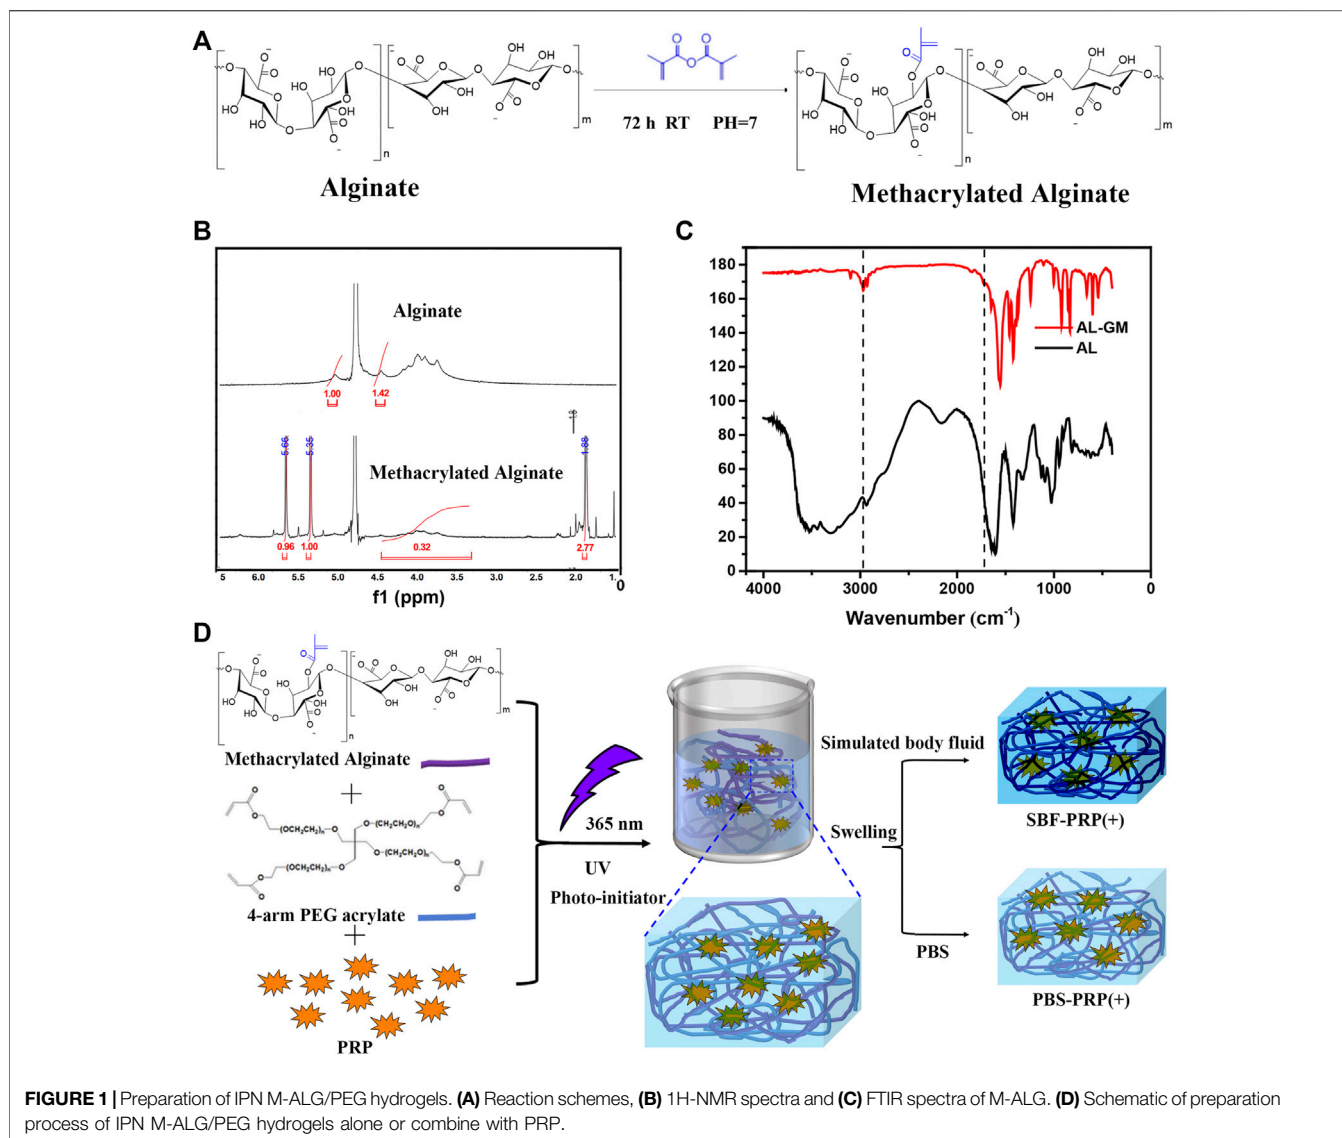 A
Alginate
72 h RT PH=7
Methacrylated Alginate
n
m
n
m
B
Alginate
1.00
1.42
5.66
5.35
1.88
Methacrylated Alginate
0.96
1.00
0.32
2.77
5 6.0 5.5 5.0 4.5 4.0 3.5 3.0 2.5 2.0 1. 0
f1 (ppm)
C
180
160
140
120
100
80
60
40
20
0
AL-GM
AL
4000 3000 2000 1000 0
Wavenumber (cm⁻¹)
D
n
m
Methacrylated Alginate
+
4-arm PEG acrylate
+
PRP
365 nm
UV
Photo-initiator
Simulated body fluid
Swelling
PBS
SBF-PRP(+)
PBS-PRP(+)
FIGURE 1 | Preparation of IPN M-ALG/PEG hydrogels. (A) Reaction schemes, (B) 1H-NMR spectra and (C) FTIR spectra of M-ALG. (D) Schematic of preparation
process of IPN M-ALG/PEG hydrogels alone or combine with PRP.